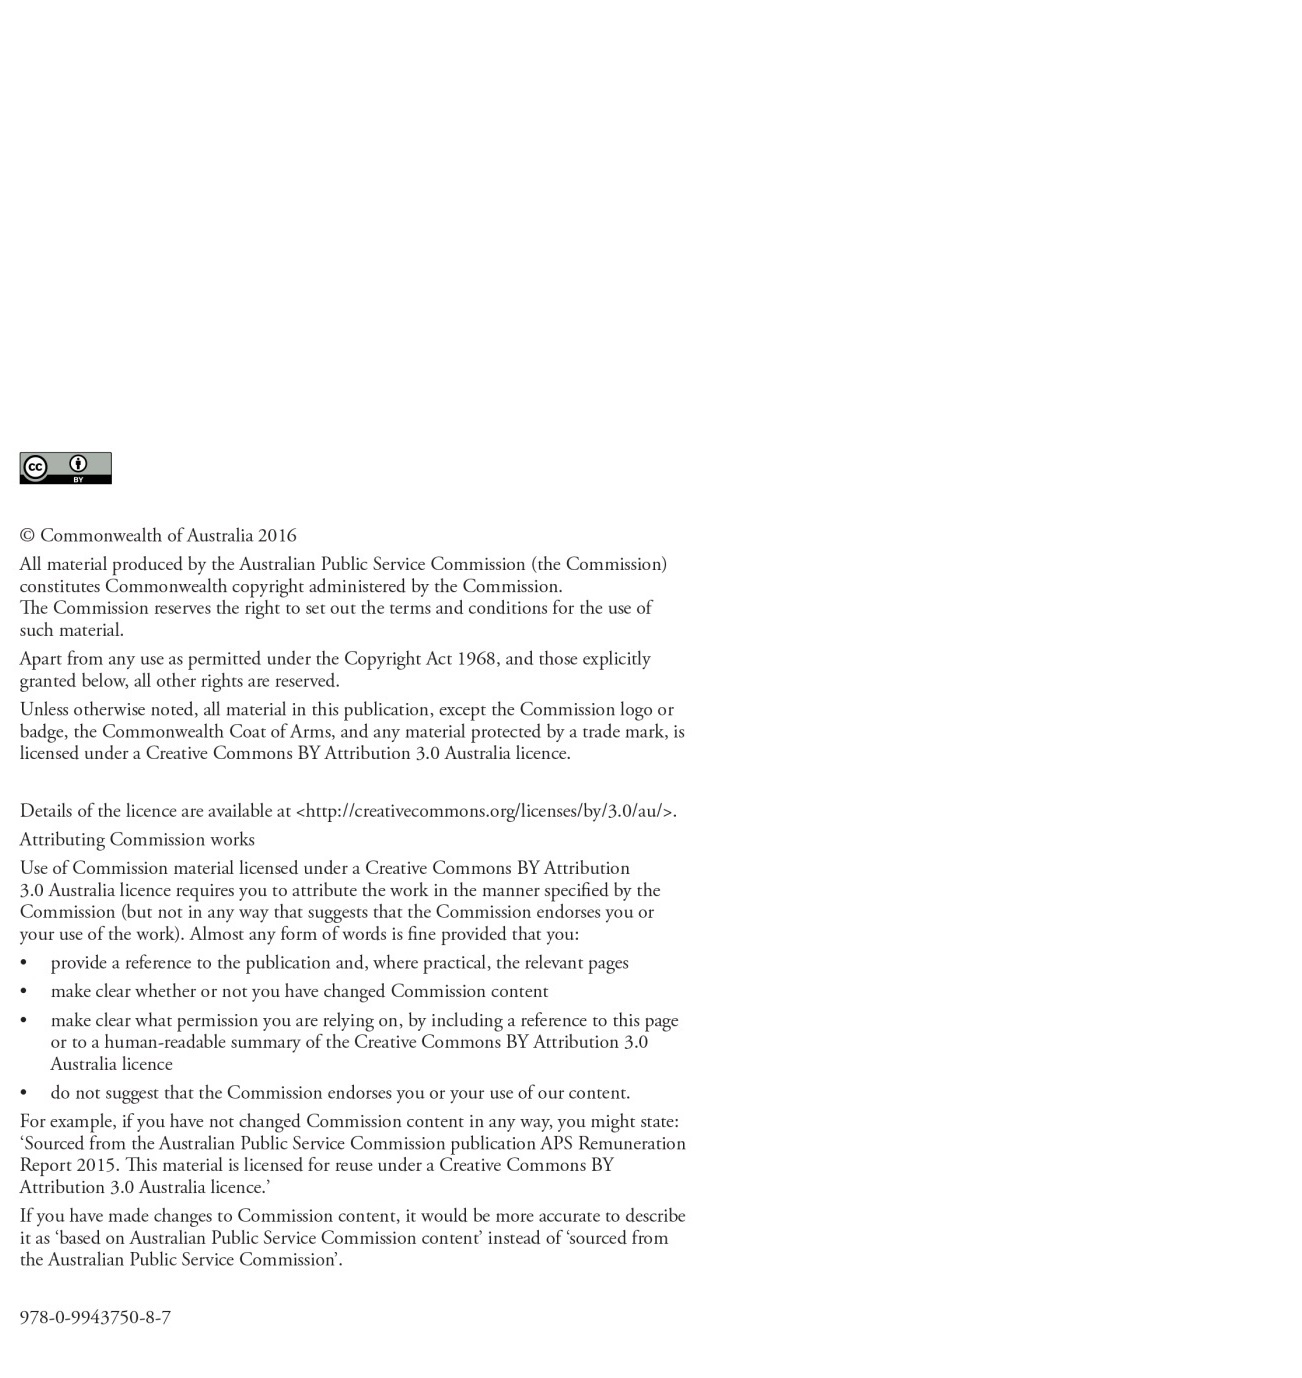 cc
BY
© Commonwealth of Australia 2016
All material produced by the Australian Public Service Commission (the Commission)
constitutes Commonwealth copyright administered by the Commission.
The Commission reserves the right to set out the terms and conditions for the use of
such material.
Apart from any use as permitted under the Copyright Act 1968, and those explicitly
granted below, all other rights are reserved.
Unless otherwise noted, all material in this publication, except the Commission logo or
badge, the Commonwealth Coat of Arms, and any material protected by a trade mark, is
licensed under a Creative Commons BY Attribution 3.0 Australia licence.
Details of the licence are available at <http://creativecommons.org/licenses/by/3.0/au/>.
Attributing Commission works
Use of Commission material licensed under a Creative Commons BY Attribution
3.0 Australia licence requires you to attribute the work in the manner specified by the
Commission (but not in any way that suggests that the Commission endorses you or
your use of the work). Almost any form of words is fine provided that you:
• provide a reference to the publication and, where practical, the relevant pages
• make clear whether or not you have changed Commission content
• make clear what permission you are relying on, by including a reference to this page
or to a human-readable summary of the Creative Commons BY Attribution 3.0
Australia licence
• do not suggest that the Commission endorses you or your use of our content.
For example, if you have not changed Commission content in any way, you might state:
‘Sourced from the Australian Public Service Commission publication APS Remuneration
Report 2015. This material is licensed for reuse under a Creative Commons BY
Attribution 3.0 Australia licence.’
If you have made changes to Commission content, it would be more accurate to describe
it as ‘based on Australian Public Service Commission content’ instead of ‘sourced from
the Australian Public Service Commission’.
978-0-9943750-8-7